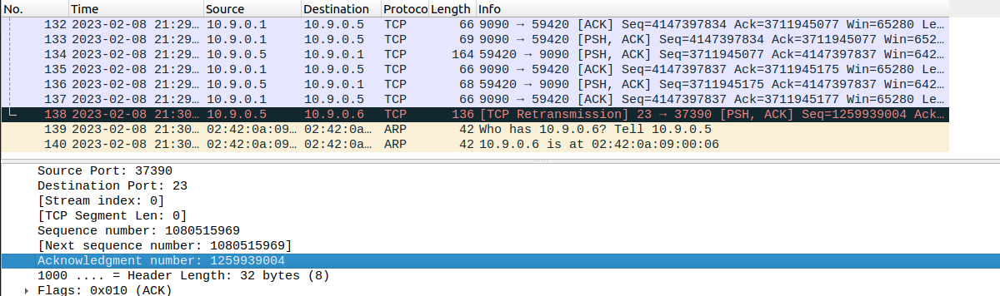 No. Time Source Destination Protoco Length Info
132 2023-02-08 21:29… 10.9.0.1 10.9.0.5 TCP 66 9090 → 59420 [ACK] Seq=4147397834 Ack=3711945077 Win=65280 Le…
133 2023-02-08 21:29… 10.9.0.1 10.9.0.5 TCP 69 9090 → 59420 [PSH, ACK] Seq=4147397834 Ack=3711945077 Win=652…
134 2023-02-08 21:29… 10.9.0.5 10.9.0.1 TCP 164 59420 → 9090 [PSH, ACK] Seq=3711945077 Ack=4147397837 Win=642…
135 2023-02-08 21:29… 10.9.0.1 10.9.0.5 TCP 66 9090 → 59420 [ACK] Seq=4147397837 Ack=3711945175 Win=65280 Le…
136 2023-02-08 21:29… 10.9.0.5 10.9.0.1 TCP 68 59420 → 9090 [PSH, ACK] Seq=3711945175 Ack=4147397837 Win=642…
137 2023-02-08 21:29… 10.9.0.1 10.9.0.5 TCP 66 9090 → 59420 [ACK] Seq=4147397837 Ack=3711945177 Win=65280 Le…
138 2023-02-08 21:30… 10.9.0.5 10.9.0.6 TCP 136 [TCP Retransmission] 23 → 37390 [PSH, ACK] Seq=1259939004 Ack…
139 2023-02-08 21:30… 02:42:0a:09… 02:42:0a… ARP 42 Who has 10.9.0.6? Tell 10.9.0.5
140 2023-02-08 21:30… 02:42:0a:09… 02:42:0a… ARP 42 10.9.0.6 is at 02:42:0a:09:00:06
Source Port: 37390
Destination Port: 23
[Stream index: 0]
[TCP Segment Len: 0]
Sequence number: 1080515969
[Next sequence number: 1080515969]
Acknowledgment number: 1259939004
1000 .... = Header Length: 32 bytes (8)
Flags: 0x010 (ACK)